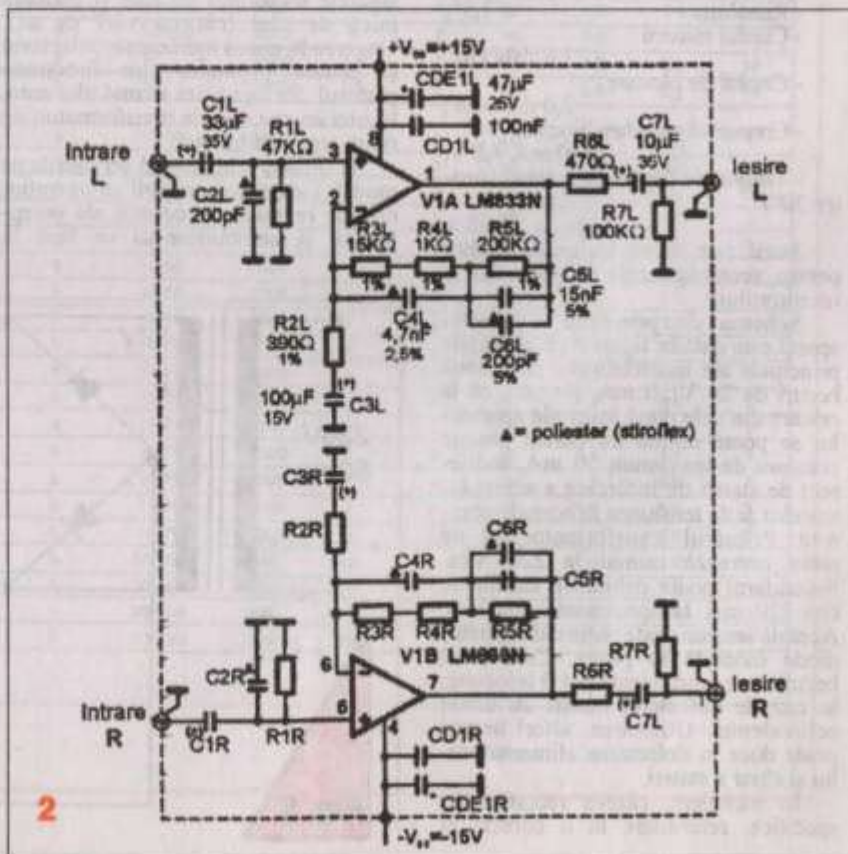 +V∞=+15V
CDE1L
47µF
25V
CD1L
100nF
C1L
33µF
35V
R1L
47KΩ
Intrare
L
(+)
C2L
200pF
3
8
2
1
V1A LM833N
R6L
470Ω
(+)
C7L
10µF
35V
R7L
100KΩ
Iesire
L
R3L
15KΩ
1%
R4L
1KΩ
1%
R5L
200KΩ
1%
C4L
4,7nF
2,5%
C5L
15nF
5%
C6L
200pF
5%
R2L
390Ω
1%
100µF
15V
(+)
C3L
▲= poliester (stiroflex)
C3R
(+)
R2R
C4R
C6R
C5R
R3R
R4R
R5R
V1B
6
5
7
4
C2R
R1R
Intrare
R
(+)
C1R
R6R
(+)
C7L
R7R
Iesire
R
CD1R
CDE1R
=-15V
2